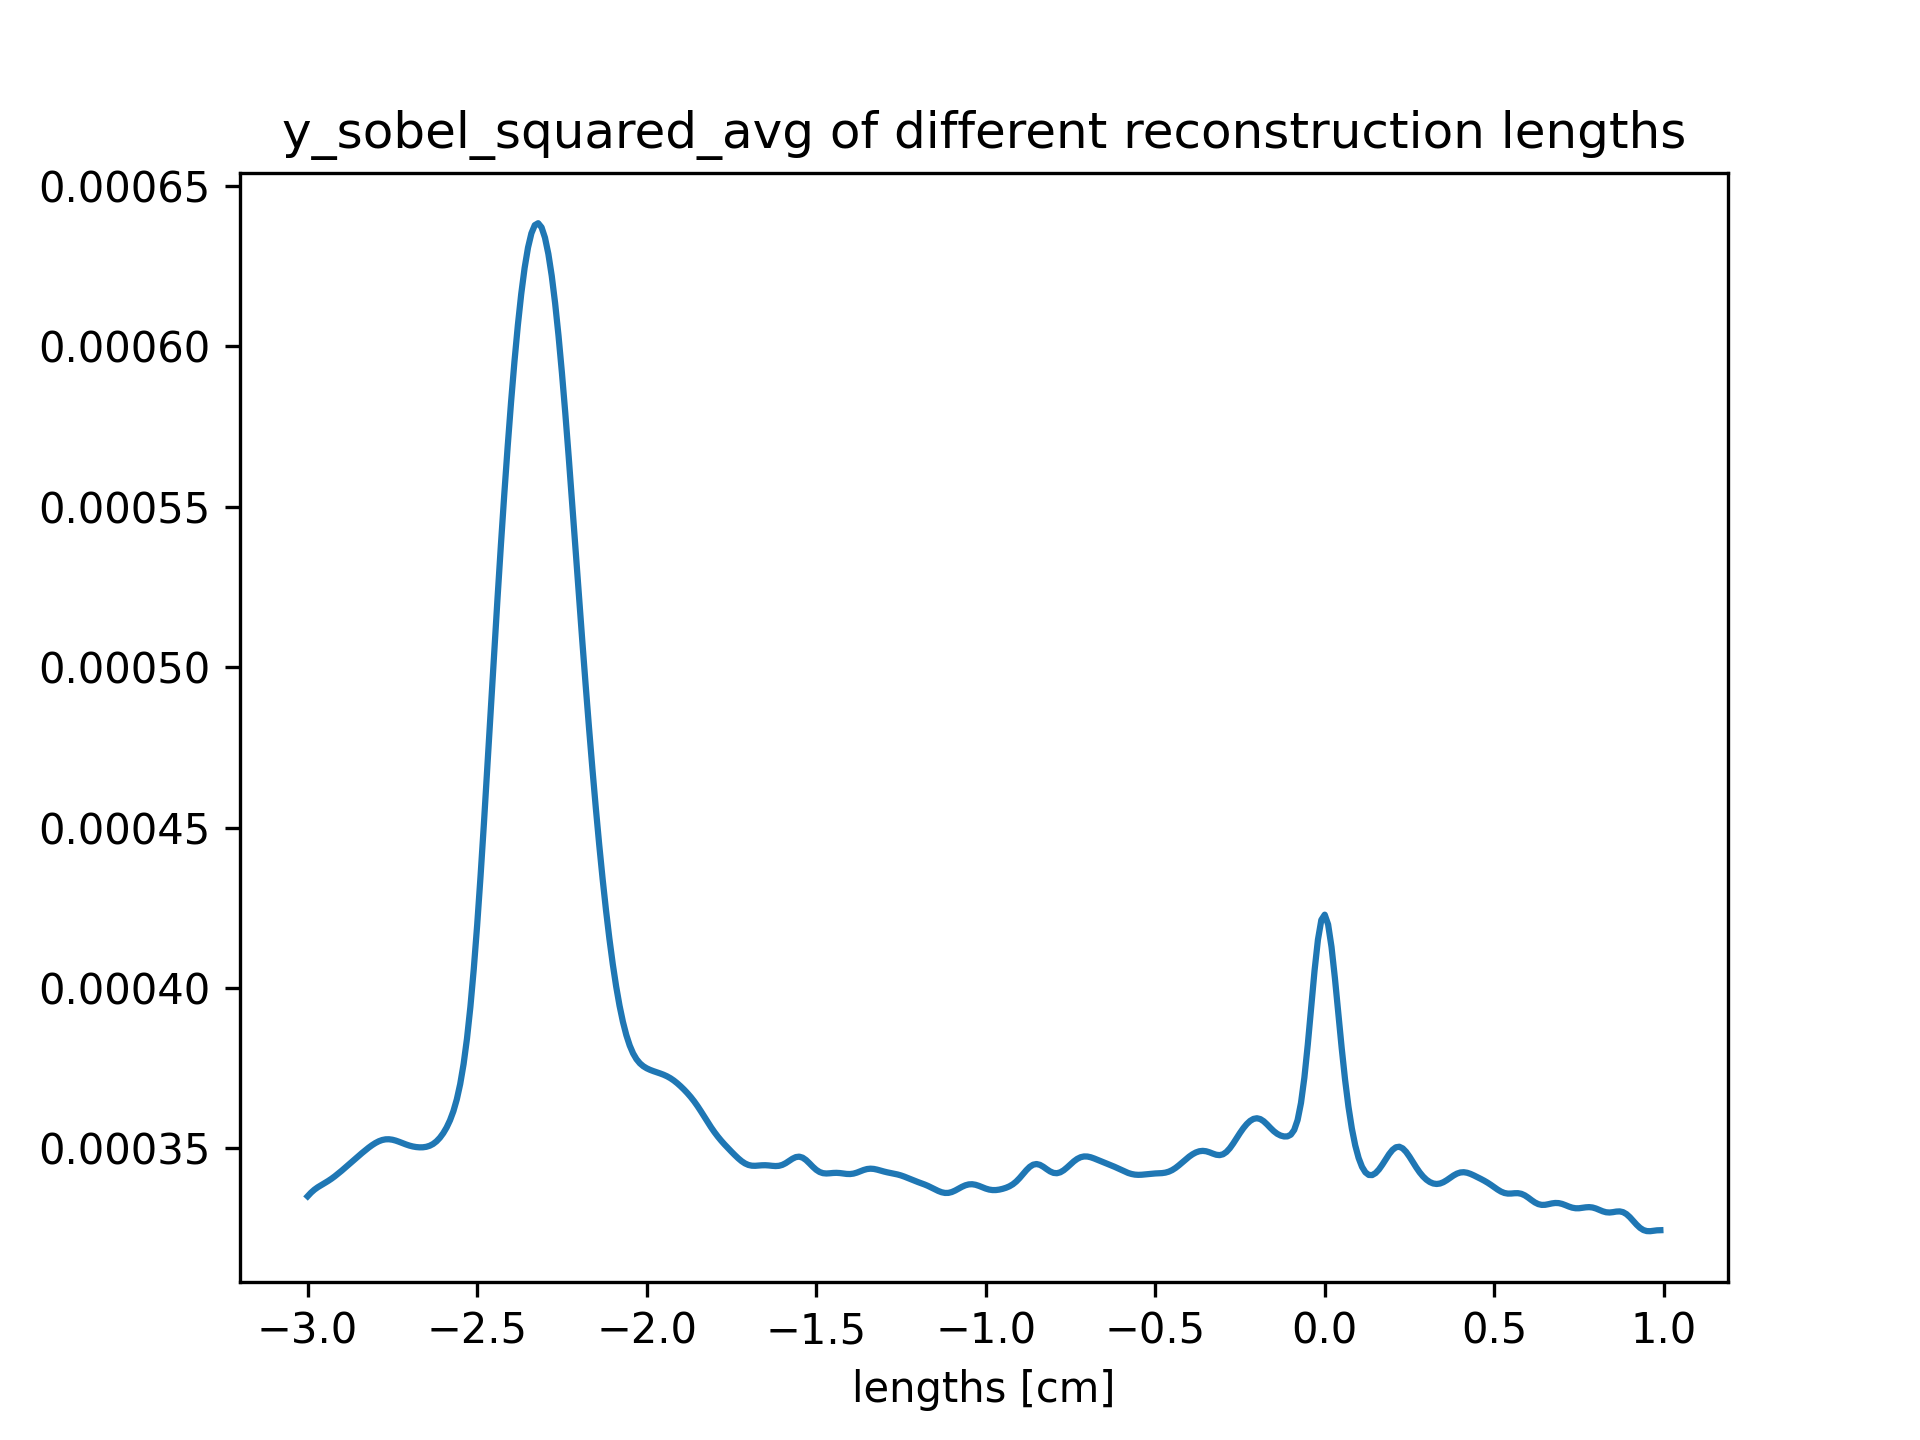 y_sobel_squared_avg of different reconstruction lengths
0.00065
0.00060
0.00055
0.00050
0.00045
0.00040
0.00035
−3.0 −2.5 −2.0 −1.5 −1.0 −0.5 0.0 0.5 1.0
lengths [cm]